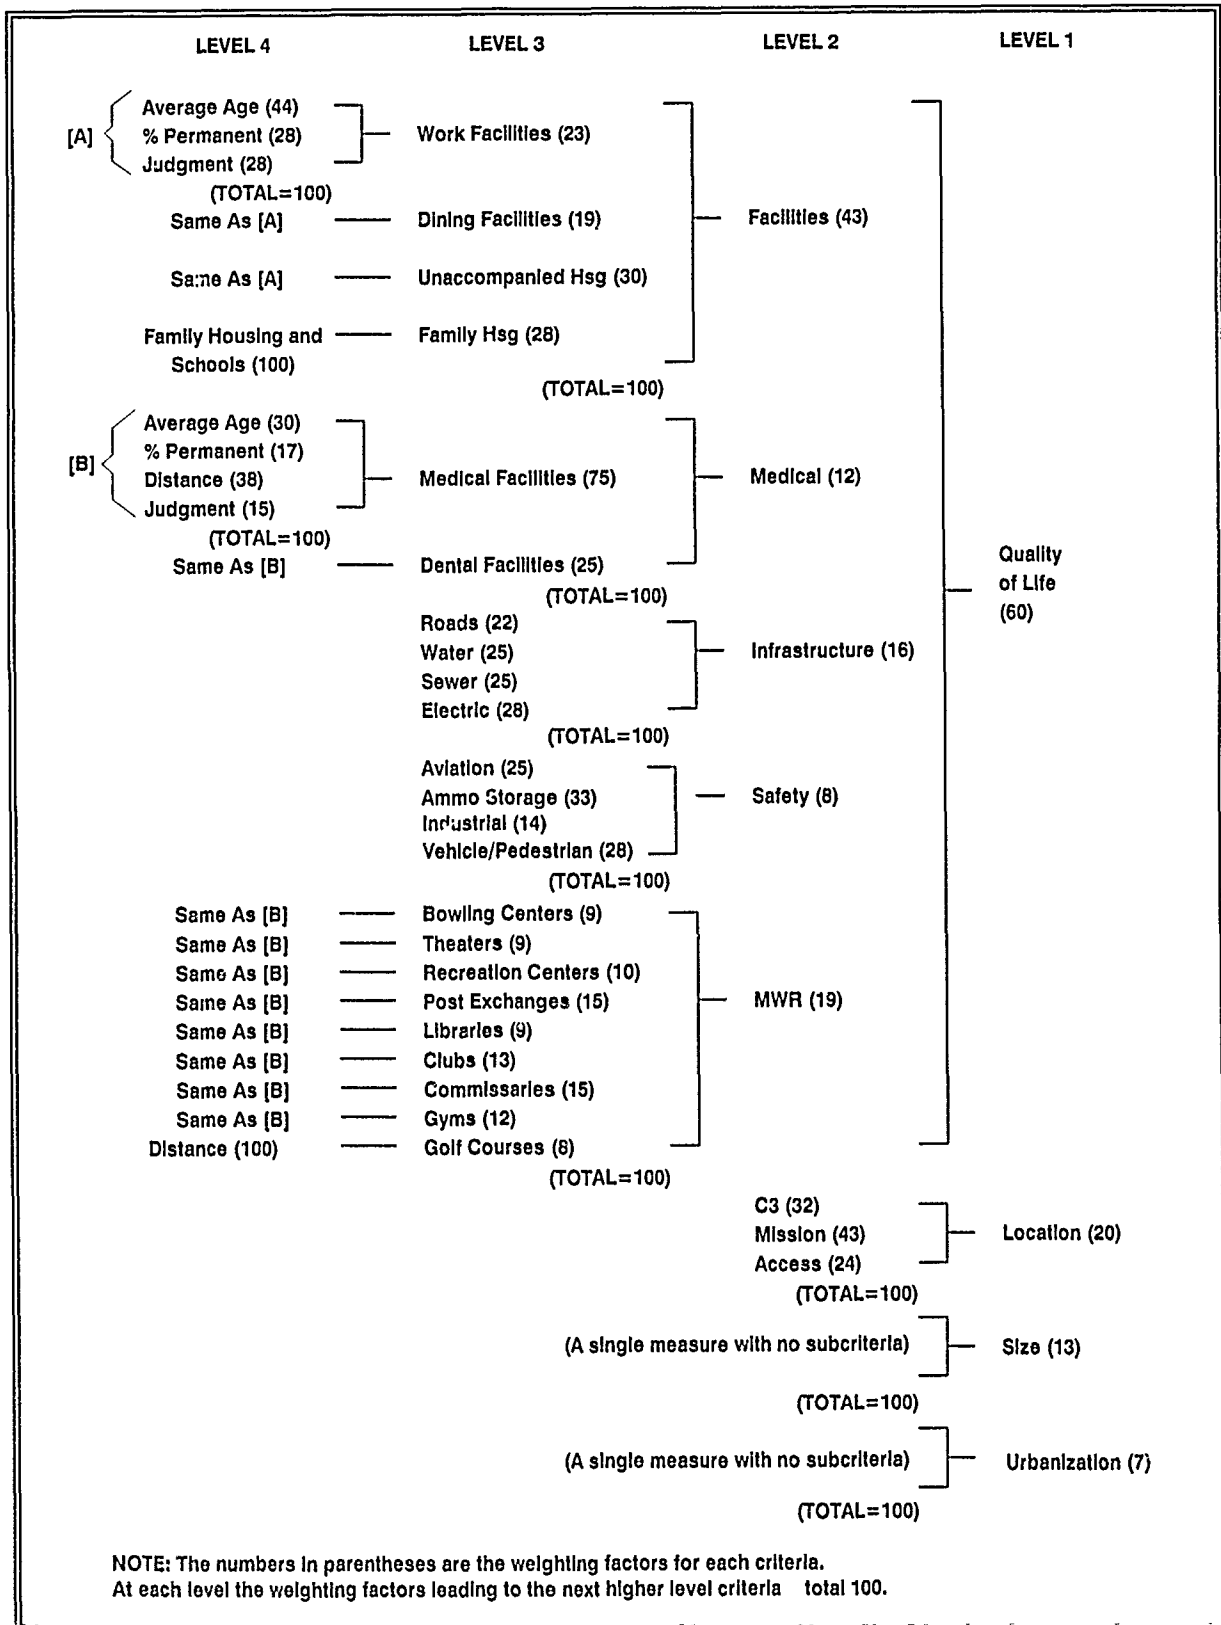 LEVEL 4 LEVEL 3 LEVEL 2 LEVEL 1
Average Age (44)
[A] % Permanent (28) Work Facilities (23)
Judgment (28)
(TOTAL=100)
Same As [A] Dining Facilities (19) Facilities (43)
Same As [A] Unaccompanied Hsg (30)
Family Housing and Family Hsg (28)
Schools (100)
(TOTAL=100)
Average Age (30)
% Permanent (17)
[B] Distance (38) Medical Facilities (75) Medical (12)
Judgment (15)
(TOTAL=100)
Same As [B] Dental Facilities (25)
(TOTAL=100)
Quality
of Life
(60)
Roads (22)
Water (25) Infrastructure (16)
Sewer (25)
Electric (28)
(TOTAL=100)
Aviation (25)
Ammo Storage (33) Safety (8)
Industrial (14)
Vehicle/Pedestrian (28)
(TOTAL=100)
Same As [B] Bowling Centers (9)
Same As [B] Theaters (9)
Same As [B] Recreation Centers (10)
Same As [B] Post Exchanges (15) MWR (19)
Same As [B] Libraries (9)
Same As [B] Clubs (13)
Same As [B] Commissaries (15)
Same As [B] Gyms (12)
Distance (100) Golf Courses (8)
(TOTAL=100)
C3 (32)
Mission (43) Location (20)
Access (24)
(TOTAL=100)
(A single measure with no subcriteria) Size (13)
(TOTAL=100)
(A single measure with no subcriteria) Urbanization (7)
(TOTAL=100)
NOTE: The numbers in parentheses are the weighting factors for each criteria.
At each level the weighting factors leading to the next higher level criteria total 100.